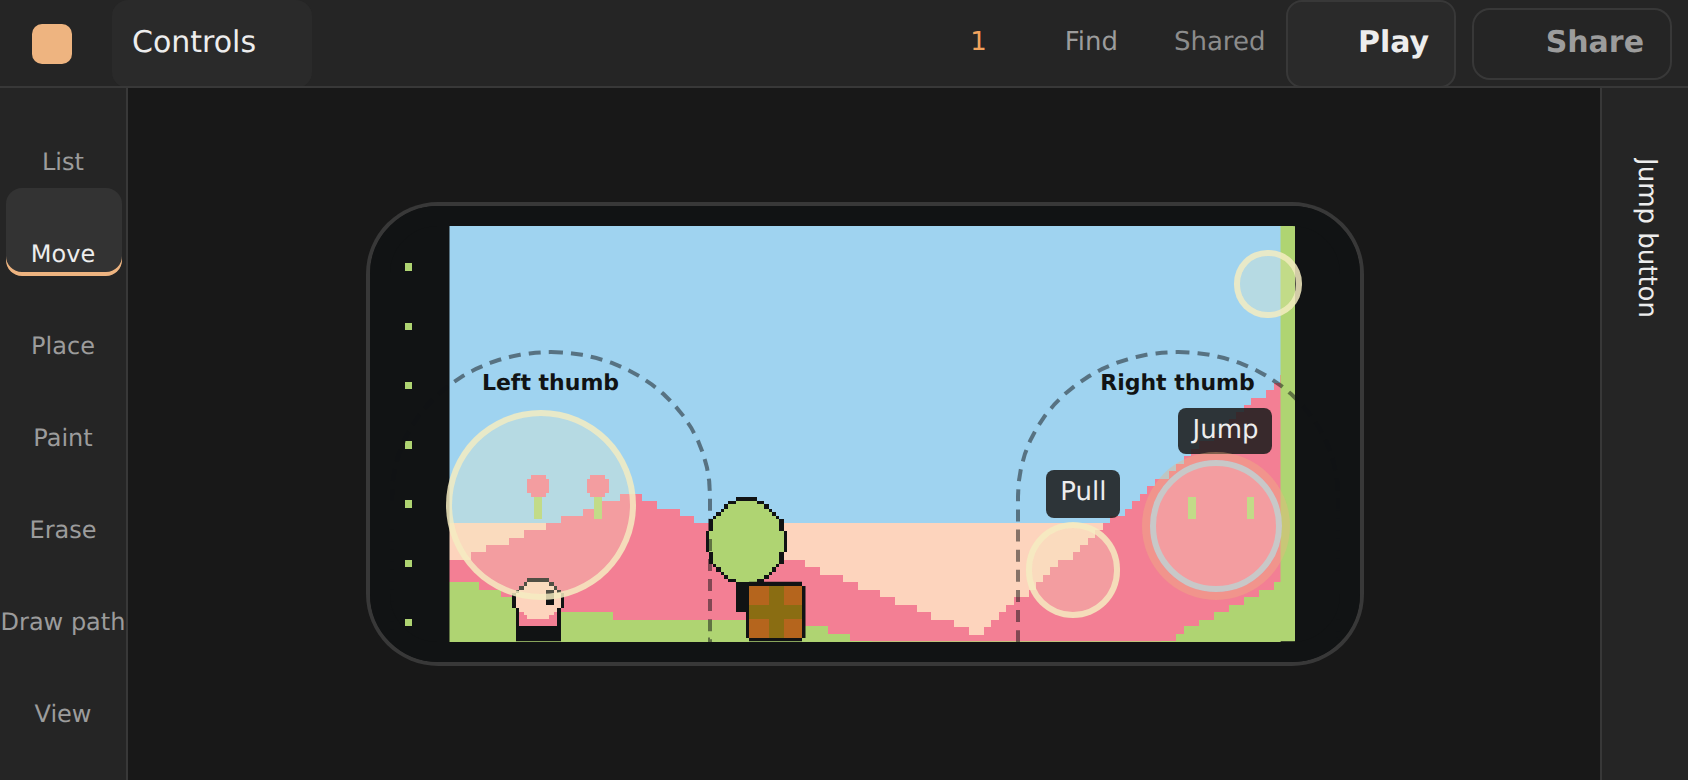 Controls
1
Find
Shared
Play
Share
List
Move
Place
Paint
Erase
Draw path
View
Left thumb
Right thumb
Jump
Pull
Jump button